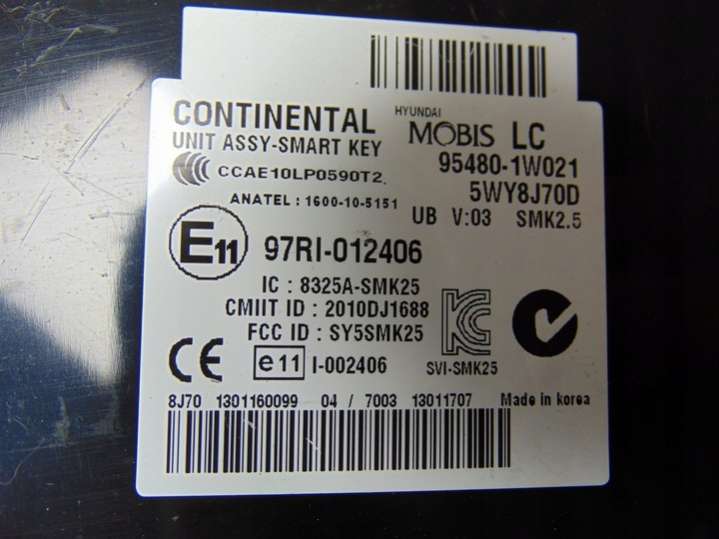 CONTINENTAL HYUNDAI MOBIS LC
UNIT ASSY-SMART KEY 95480-1W021
CCAE10LP0590T2. 5WY8J70D
ANATEL : 1600-10-5151 UB V:03 SMK2.5
E11 97RI-012406
IC : 8325A-SMK25
CMIIT ID : 2010DJ1688
FCC ID : SY5SMK25
CE e11 I-002406 SVI-SMK25
8J70 1301160099 04 / 7003 13011707 Made in korea